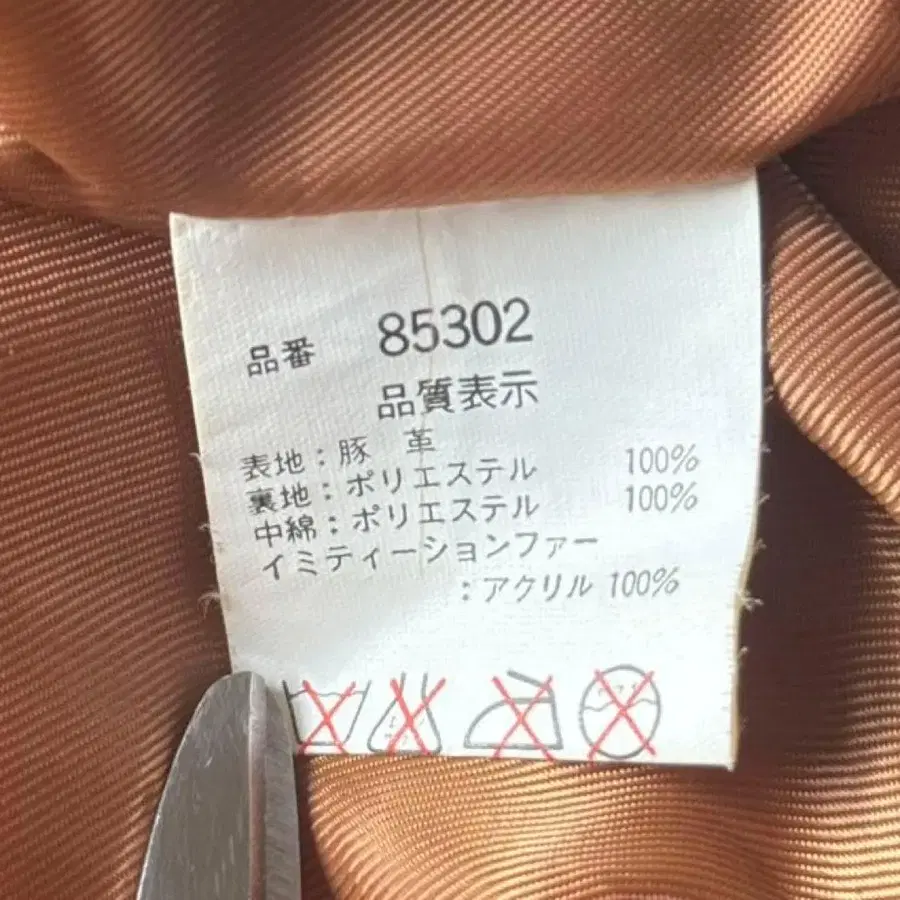 品番 85302
品質表示
表地：豚 革
裏地：ポリエステル 100%
中綿：ポリエステル 100%
イミティーションファー
：アクリル 100%